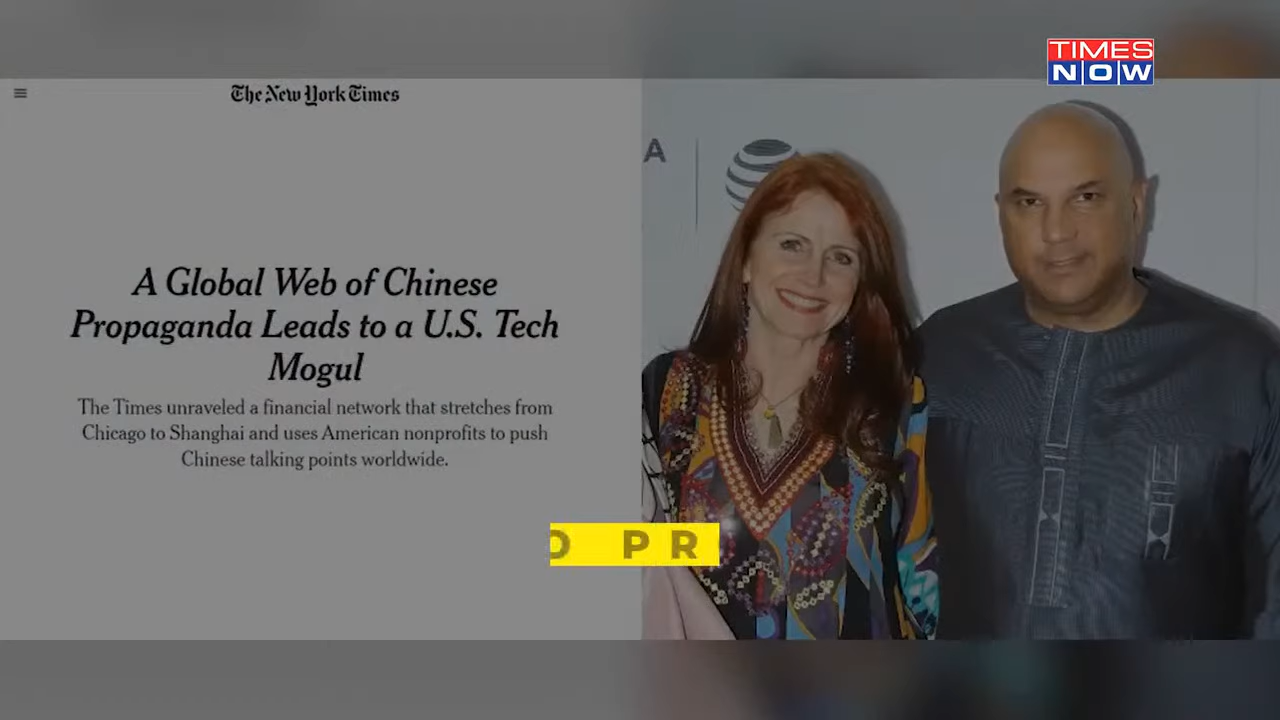 TIMES
NOW
The New York Times
A
A Global Web of Chinese
Propaganda Leads to a U.S. Tech
Mogul
The Times unraveled a financial network that stretches from
Chicago to Shanghai and uses American nonprofits to push
Chinese talking points worldwide.
O PR